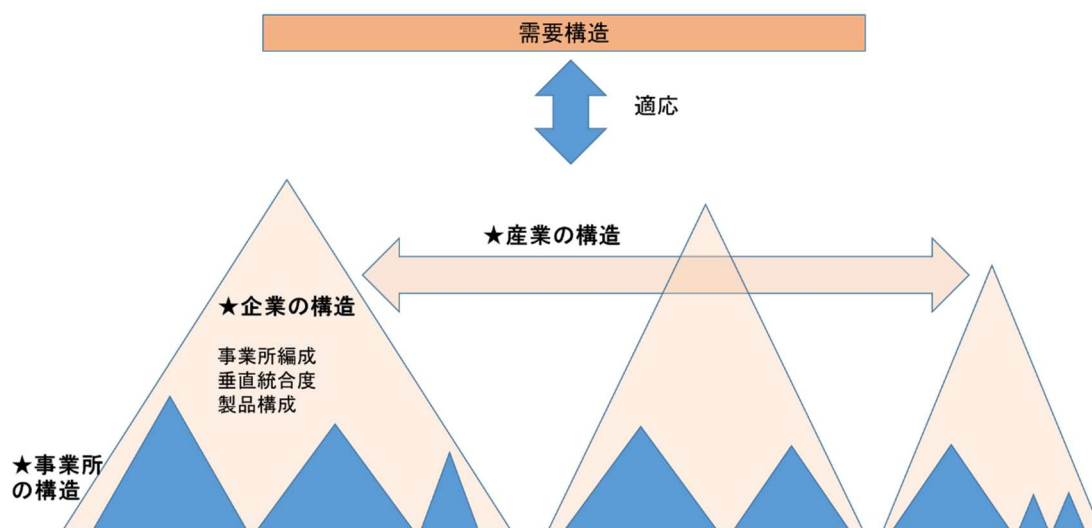 需要構造
適応
★産業の構造
★企業の構造
事業所編成
垂直統合度
製品構成
★事業所
の構造